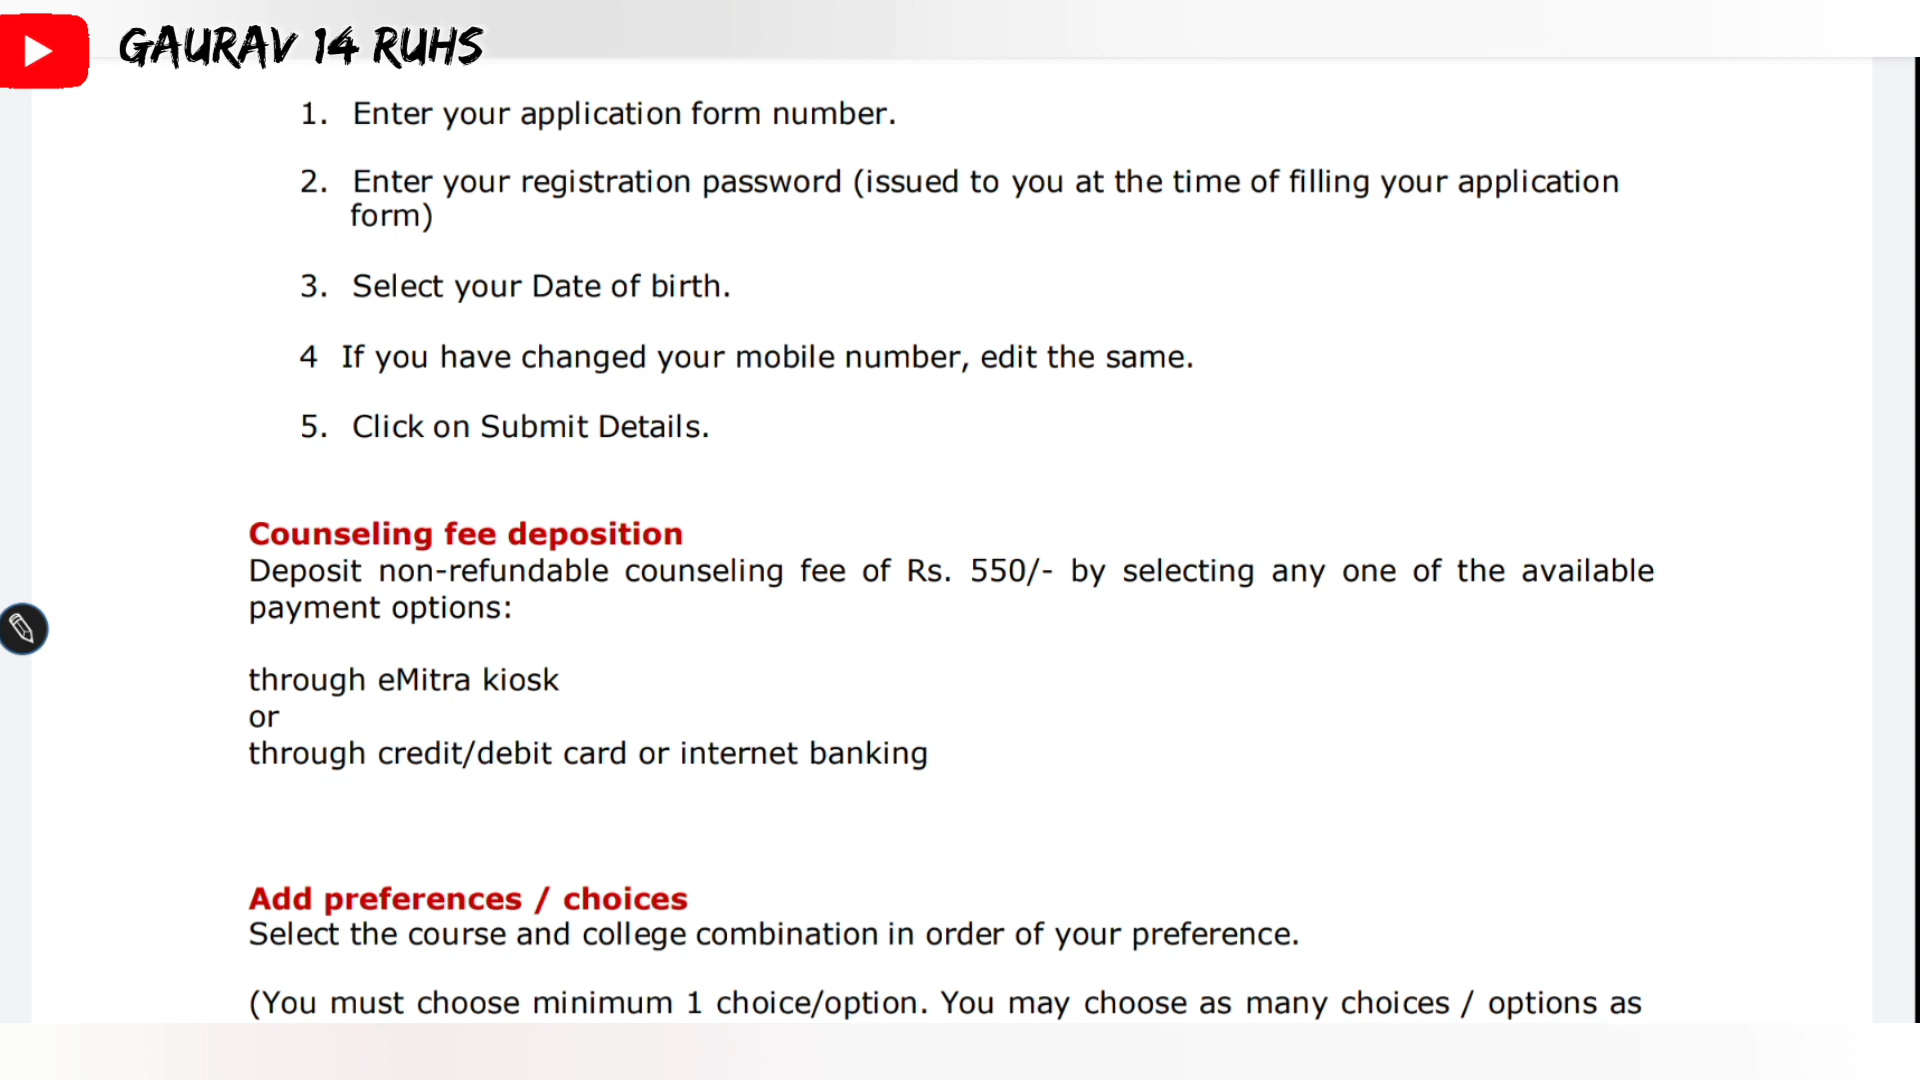 GAURAV 14 RUHS
1. Enter your application form number.
2. Enter your registration password (issued to you at the time of filling your application
form)
3. Select your Date of birth.
4 If you have changed your mobile number, edit the same.
5. Click on Submit Details.
Counseling fee deposition
Deposit non-refundable counseling fee of Rs. 550/- by selecting any one of the available
payment options:
through eMitra kiosk
or
through credit/debit card or internet banking
Add preferences / choices
Select the course and college combination in order of your preference.
(You must choose minimum 1 choice/option. You may choose as many choices / options as